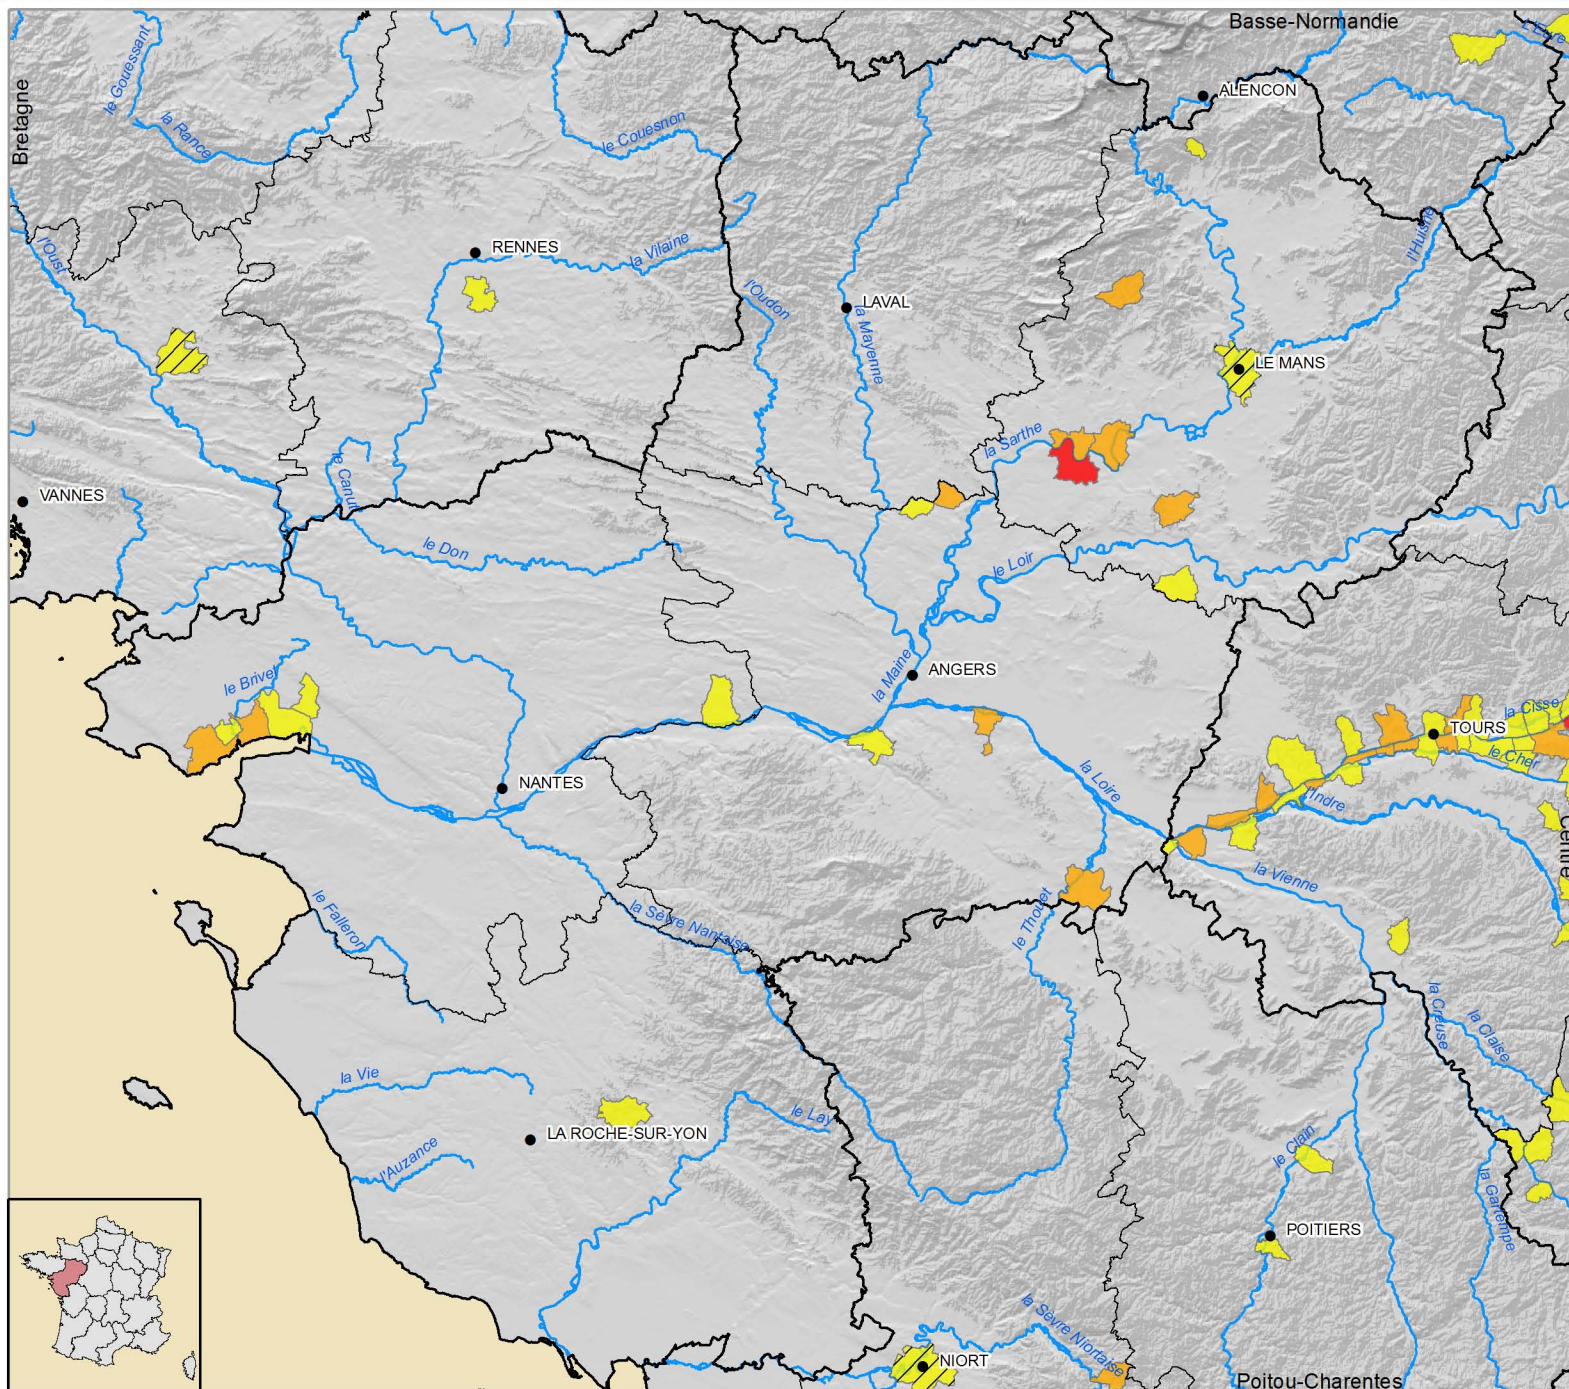 Basse-Normandie
l'Eure
le Gouessant
ALENCON
Bretagne
la Rance
le Couesnon
l'Huisne
RENNES
la Vilaine
l'Oust
l'Oudon
LAVAL
la Mayenne
LE MANS
la Sarthe
le Canut
VANNES
le Don
le Loir
ANGERS
la Maine
le Brivet
la Cisse
TOURS
le Cher
NANTES
la Loire
l'Indre
Centre
la Vienne
le Falleron
la Sèvre Nantaise
le Thouet
la Creuse
la Claise
la Vie
le Lay
LA ROCHE-SUR-YON
l'Auzance
le Clain
la Gartempe
POITIERS
la Sèvre Niortaise
NIORT
Poitou-Charentes